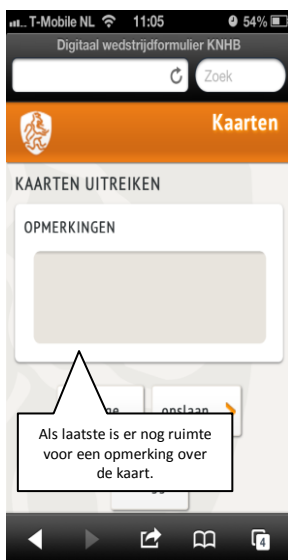 T-Mobile NL 11:05 54%
Digitaal wedstrijdformulier KNHB
Zoek
Kaarten
KAARTEN UITREIKEN
OPMERKINGEN
opslaan
Als laatste is er nog ruimte
voor een opmerking over
de kaart.
4